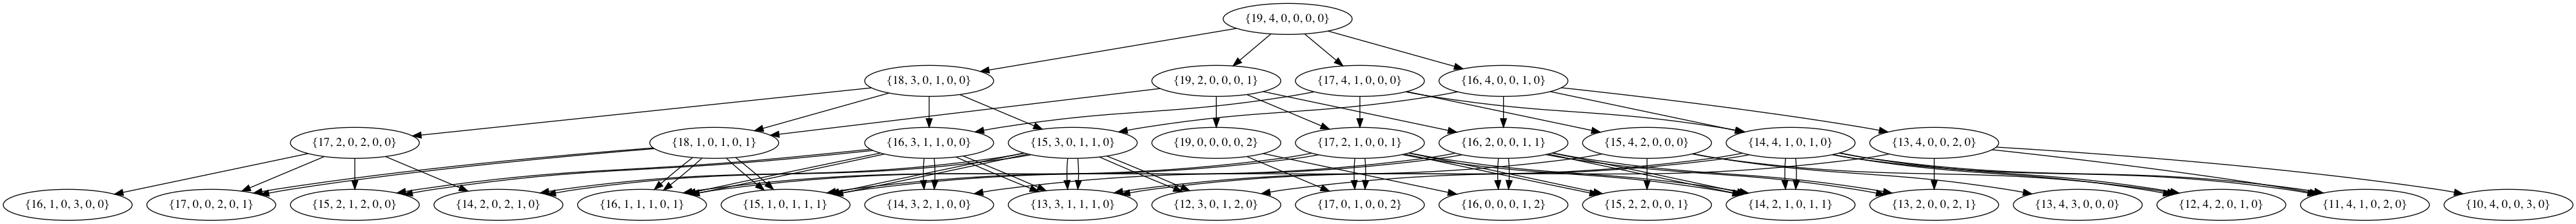 {19, 4, 0, 0, 0, 0}
{18, 3, 0, 1, 0, 0}
{19, 2, 0, 0, 0, 1}
{17, 4, 1, 0, 0, 0}
{16, 4, 0, 0, 1, 0}
{17, 2, 0, 2, 0, 0}
{18, 1, 0, 1, 0, 1}
{16, 3, 1, 1, 0, 0}
{15, 3, 0, 1, 1, 0}
{19, 0, 0, 0, 0, 2}
{17, 2, 1, 0, 0, 1}
{16, 2, 0, 0, 1, 1}
{15, 4, 2, 0, 0, 0}
{14, 4, 1, 0, 1, 0}
{13, 4, 0, 0, 2, 0}
{16, 1, 0, 3, 0, 0}
{17, 0, 0, 2, 0, 1}
{15, 2, 1, 2, 0, 0}
{14, 2, 0, 2, 1, 0}
{16, 1, 1, 1, 0, 1}
{15, 1, 0, 1, 1, 1}
{14, 3, 2, 1, 0, 0}
{13, 3, 1, 1, 1, 0}
{12, 3, 0, 1, 2, 0}
{17, 0, 1, 0, 0, 2}
{16, 0, 0, 0, 1, 2}
{15, 2, 2, 0, 0, 1}
{14, 2, 1, 0, 1, 1}
{13, 2, 0, 0, 2, 1}
{13, 4, 3, 0, 0, 0}
{12, 4, 2, 0, 1, 0}
{11, 4, 1, 0, 2, 0}
{10, 4, 0, 0, 3, 0}